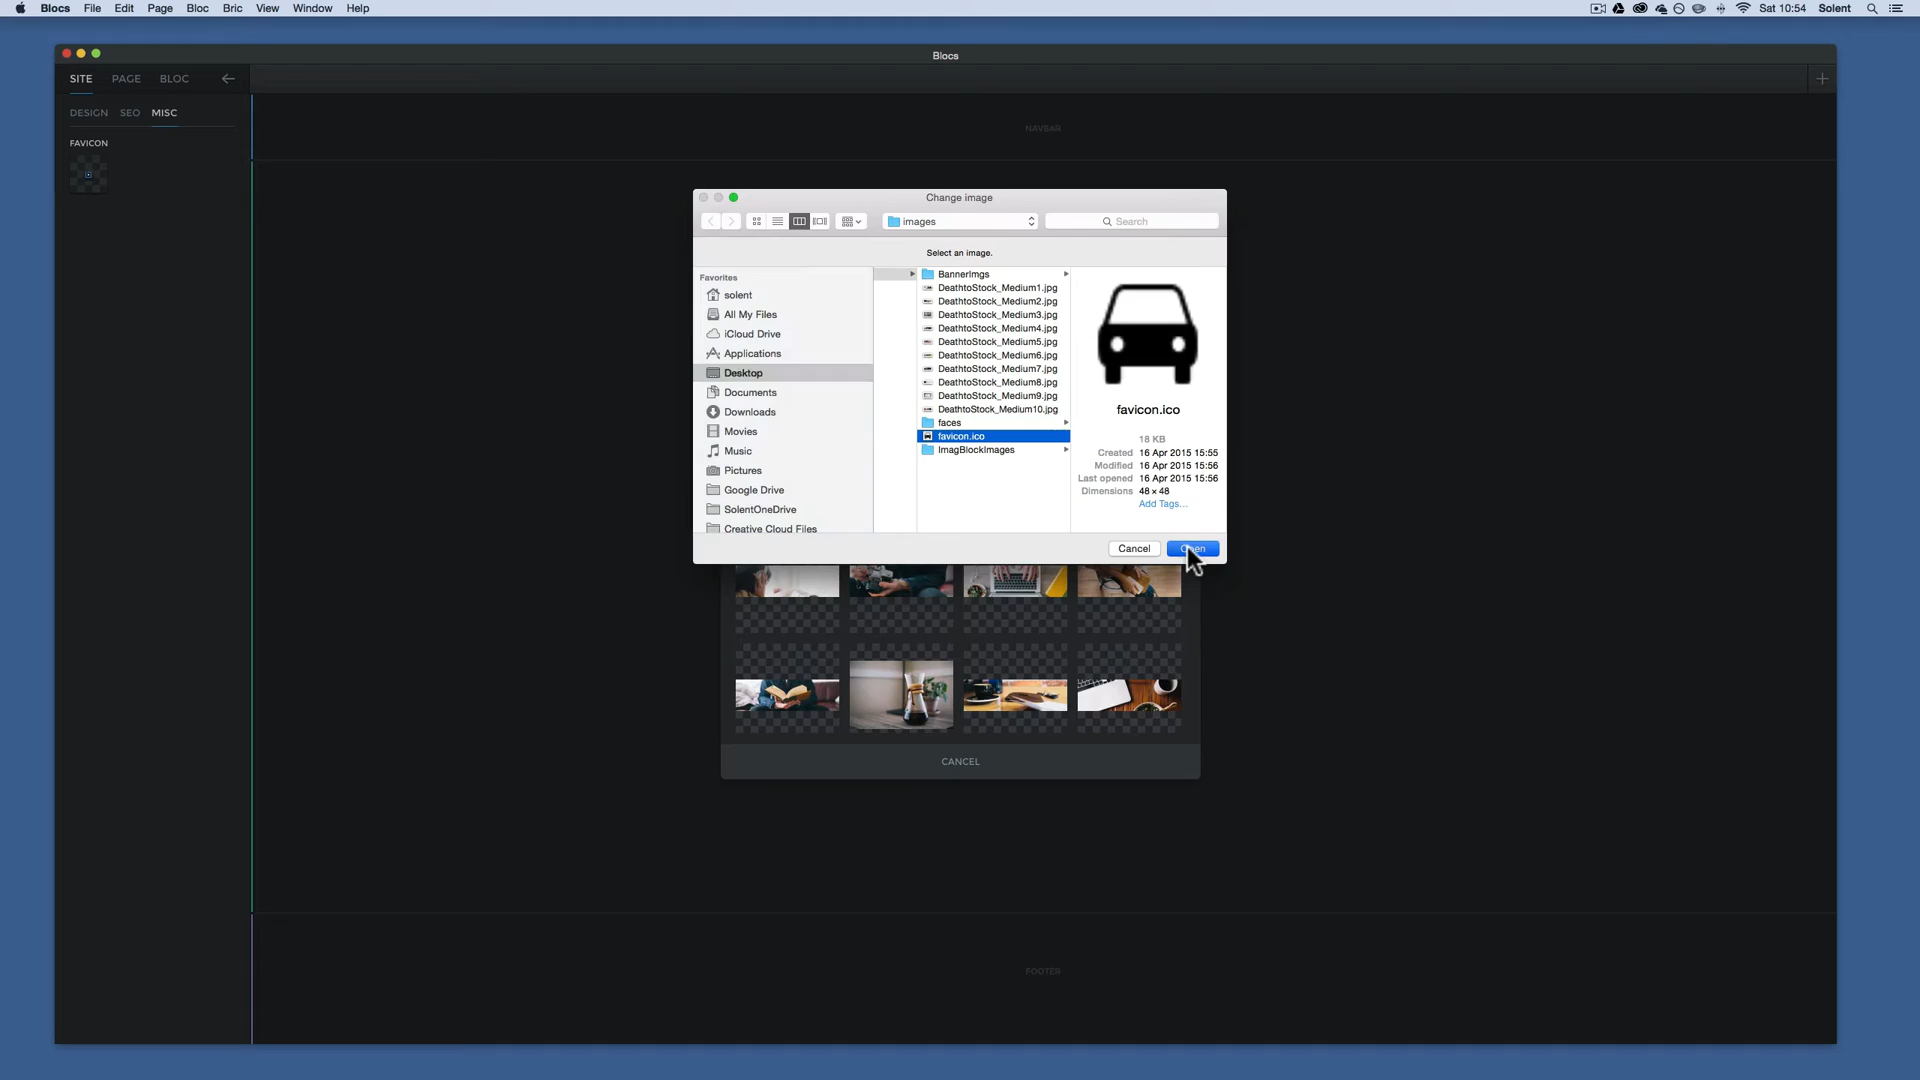 Blocs File Edit Page Bloc Bric View Window Help Sat 10:54 Solent
Blocs
SITE PAGE BLOC
DESIGN SEO MISC
FAVICON
NAVBAR
Change image
images Search
Select an image.
Favorites
solent
All My Files
iCloud Drive
Applications
Desktop
Documents
Downloads
Movies
Music
Pictures
Google Drive
SolentOneDrive
Creative Cloud Files
BannerImgs
DeathtoStock_Medium1.jpg
DeathtoStock_Medium2.jpg
DeathtoStock_Medium3.jpg
DeathtoStock_Medium4.jpg
DeathtoStock_Medium5.jpg
DeathtoStock_Medium6.jpg
DeathtoStock_Medium7.jpg
DeathtoStock_Medium8.jpg
DeathtoStock_Medium9.jpg
DeathtoStock_Medium10.jpg
faces
favicon.ico
ImagBlockImages
favicon.ico
18 KB
Created 16 Apr 2015 15:55
Modified 16 Apr 2015 15:56
Last opened 16 Apr 2015 15:56
Dimensions 48 × 48
Add Tags…
Cancel Open
CANCEL
FOOTER